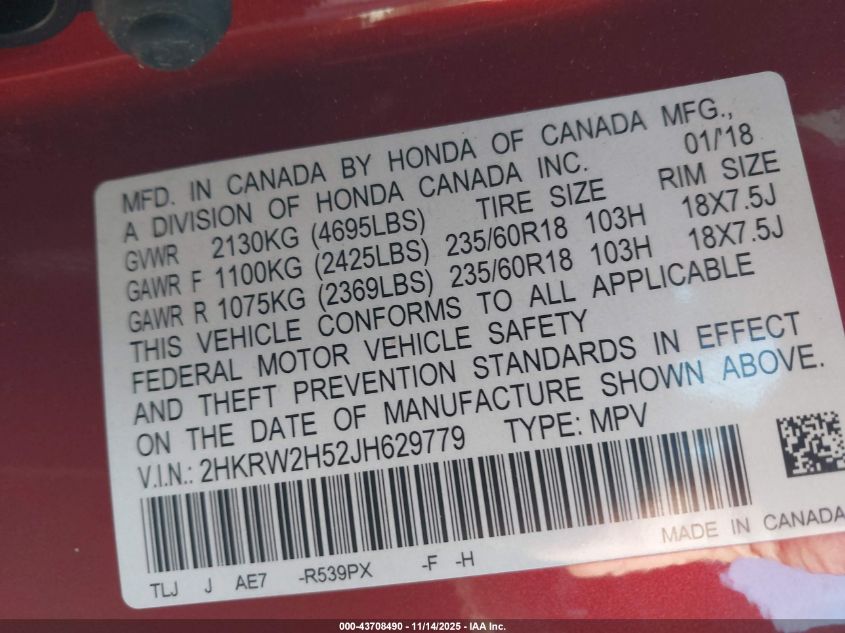 MFD. IN CANADA BY HONDA OF CANADA MFG.,
A DIVISION OF HONDA CANADA INC. 01/'18
GVWR 2130KG (4695LBS) TIRE SIZE RIM SIZE
GAWR F 1100KG (2425LBS) 235/60R18 103H 18X7.5J
GAWR R 1075KG (2369LBS) 235/60R18 103H 18X7.5J
THIS VEHICLE CONFORMS TO ALL APPLICABLE
FEDERAL MOTOR VEHICLE SAFETY
AND THEFT PREVENTION STANDARDS IN EFFECT
ON THE DATE OF MANUFACTURE SHOWN ABOVE.
V.I.N.: 2HKRW2H52JH629779 TYPE: MPV
MADE IN CANADA
TLJ J AE7 -R539PX -F -H
000-43708490 - 11/14/2025 - IAA Inc.